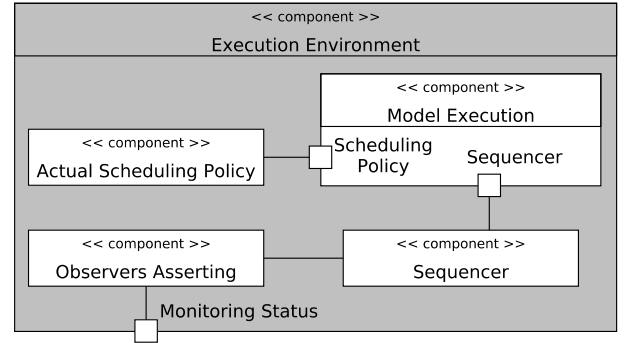 << component >>
Execution Environment
<< component >>
Model Execution
Scheduling
Policy
Sequencer
<< component >>
Actual Scheduling Policy
<< component >>
Observers Asserting
<< component >>
Sequencer
Monitoring Status